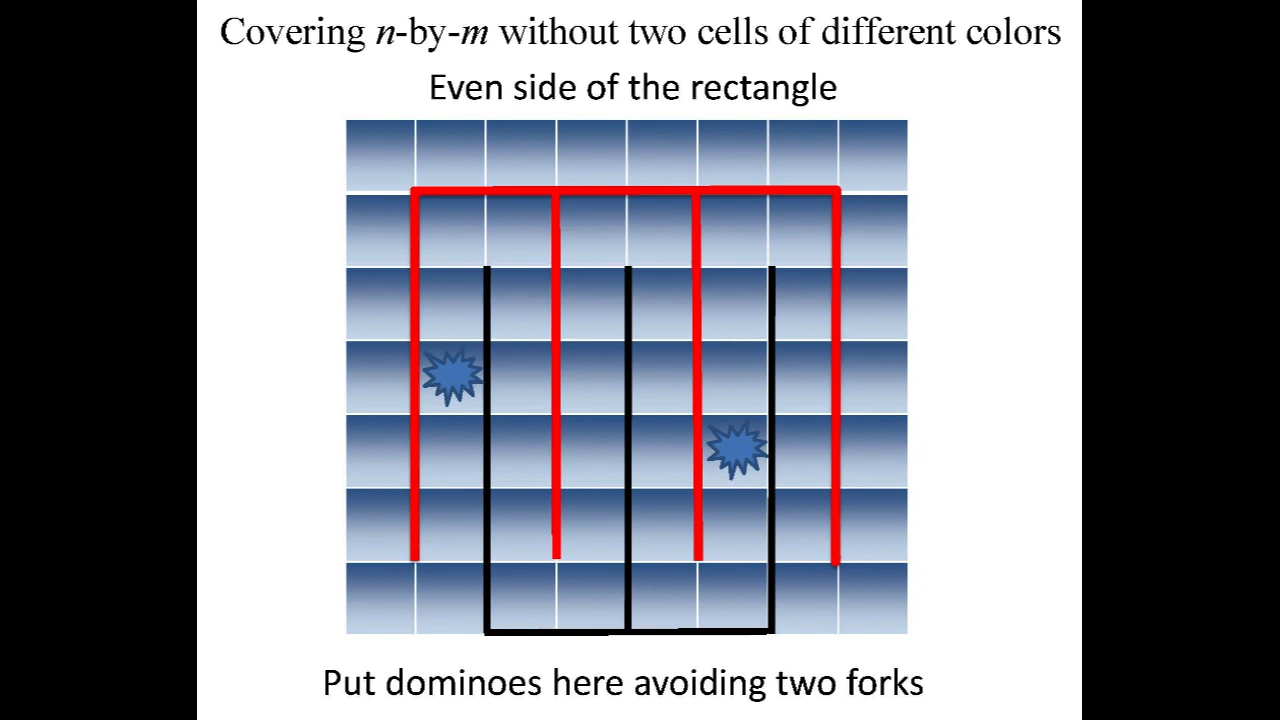 Covering n-by-m without two cells of different colors
Even side of the rectangle
Put dominoes here avoiding two forks